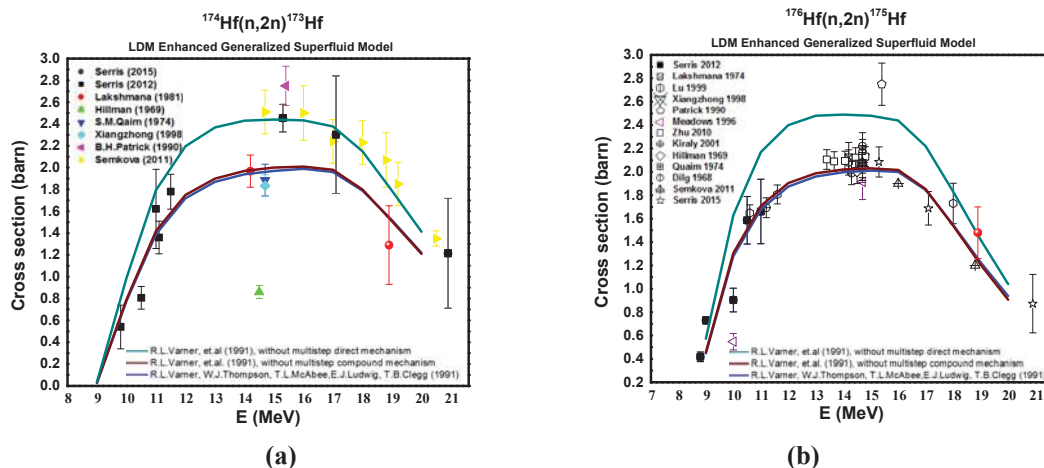 ¹⁷⁴Hf(n,2n)¹⁷³Hf
LDM Enhanced Generalized Superfluid Model
Cross section (barn)
3.0
2.8
2.6
2.4
2.2
2.0
1.8
1.6
1.4
1.2
1.0
0.8
0.6
0.4
0.2
0.0
Serris (2015)
Serris (2012)
Lakshmana (1981)
Hillman (1969)
S.M.Qaim (1974)
Xiangzhong (1998
B.H.Patrick (1990)
Semkova (2011)
R.L.Varner, et.al (1991), without multistep direct mechanism
R.L.Varner, et.al. (1991), without multistep compound mechanism
R.L.Varner, W.J.Thompson, T.L.McAbee,E.J.Ludwig, T.B.Clegg (1991)
8 9 10 11 12 13 14 15 16 17 18 19 20 21
E (MeV)
(a)
¹⁷⁶Hf(n,2n)¹⁷⁵Hf
LDM Enhanced Generalized Superfluid Model
Cross section (barn)
3.0
2.8
2.6
2.4
2.2
2.0
1.8
1.6
1.4
1.2
1.0
0.8
0.6
0.4
0.2
Serris 2012
Lakshmana 1974
Lu 1999
Xiangzhong 1998
Patrick 1990
Meadows 1996
Zhu 2010
Kiraly 2001
Hillman 1969
Quaim 1974
Dilg 1968
Semkova 2011
Serris 2015
R.L.Varner, et.al (1991), without multistep direct mechanism
R.L.Varner, et.al. (1991), without multistep compound mechanism
R.L.Varner, W.J.Thompson, T.L.McAbee,E.J.Ludwig, T.B.Clegg (1991)
7 8 9 10 11 12 13 14 15 16 17 18 19 20 21
E (MeV)
(b)